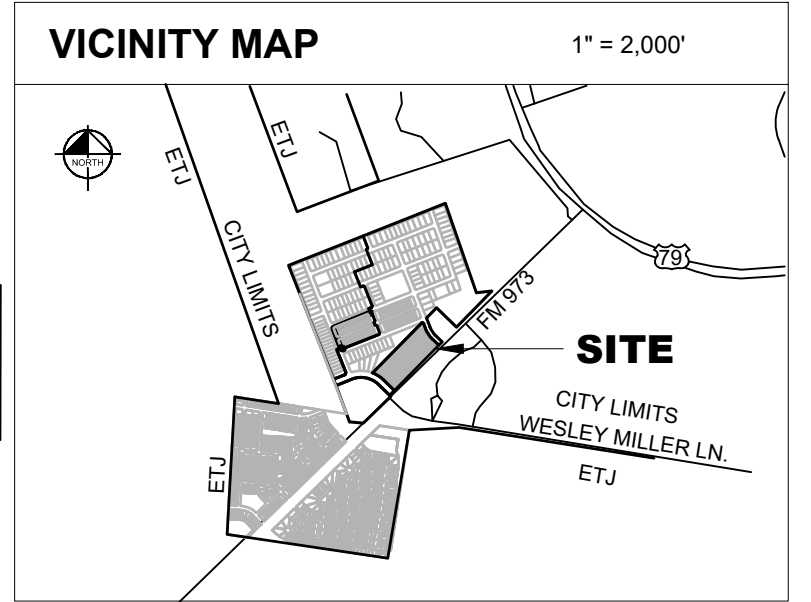 VICINITY MAP
1" = 2,000'
NORTH
ETJ
ETJ
CITY LIMITS
79
FM 973
SITE
CITY LIMITS
WESLEY MILLER LN.
ETJ
ETJ